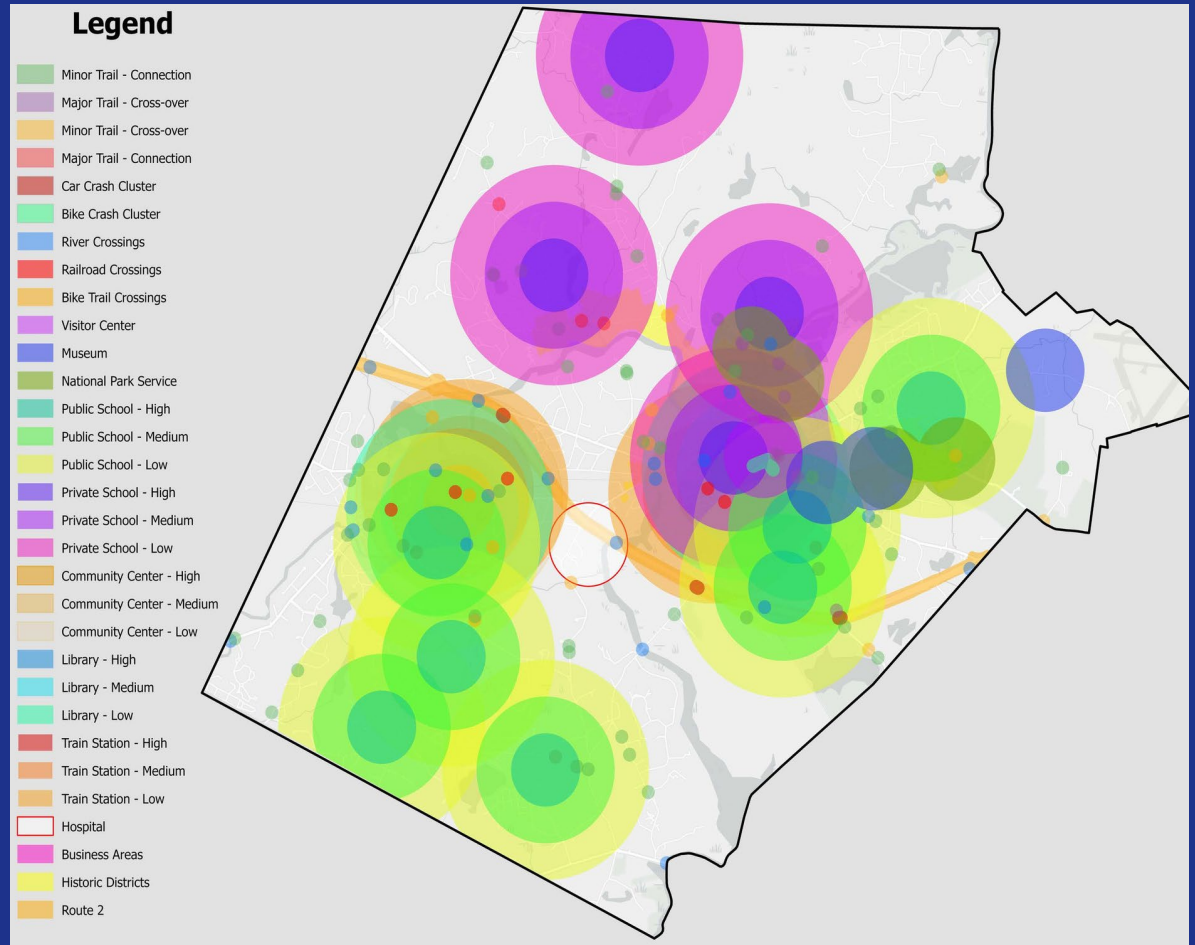 Legend
Minor Trail - Connection
Major Trail - Cross-over
Minor Trail - Cross-over
Major Trail - Connection
Car Crash Cluster
Bike Crash Cluster
River Crossings
Railroad Crossings
Bike Trail Crossings
Visitor Center
Museum
National Park Service
Public School - High
Public School - Medium
Public School - Low
Private School - High
Private School - Medium
Private School - Low
Community Center - High
Community Center - Medium
Community Center - Low
Library - High
Library - Medium
Library - Low
Train Station - High
Train Station - Medium
Train Station - Low
Hospital
Business Areas
Historic Districts
Route 2